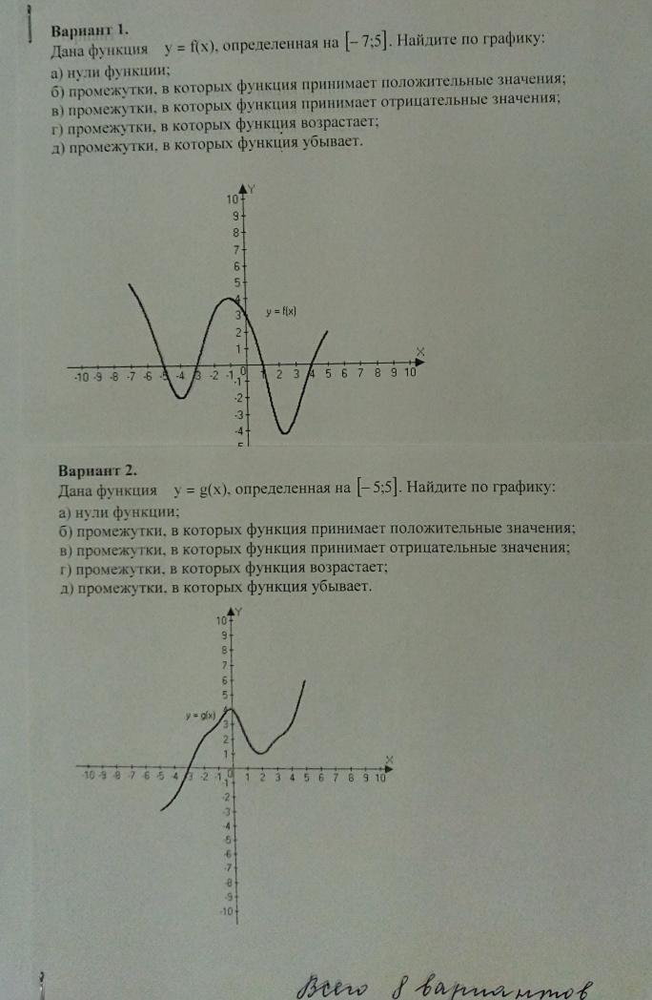 Вариант 1.
Дана функция y = f(x), определенная на [– 7;5]. Найдите по графику:
а) нули функции;
б) промежутки, в которых функция принимает положительные значения;
в) промежутки, в которых функция принимает отрицательные значения;
г) промежутки, в которых функция возрастает;
д) промежутки, в которых функция убывает.
Y
10
9
8
7
6
5
4
3
y = f(x)
2
1
X
-10 -9 -8 -7 -6 -5 -4 -3 -2 -1 0 1 2 3 4 5 6 7 8 9 10
-1
-2
-3
-4
Вариант 2.
Дана функция y = g(x), определенная на [– 5;5]. Найдите по графику:
а) нули функции;
б) промежутки, в которых функция принимает положительные значения;
в) промежутки, в которых функция принимает отрицательные значения;
г) промежутки, в которых функция возрастает;
д) промежутки, в которых функция убывает.
Y
10
9
8
7
6
5
4
y = g(x)
3
2
1
X
-10 -9 -8 -7 -6 -5 -4 -3 -2 -1 0 1 2 3 4 5 6 7 8 9 10
-1
-2
-3
-4
-5
-6
-7
-8
-9
-10
Всего 8 вариантов